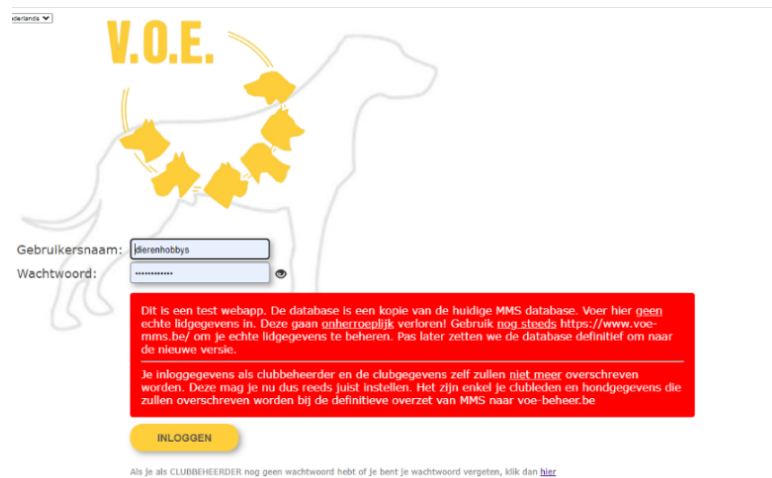 ederlands
V.O.E.
Gebruikersnaam: dierenhobbys
Wachtwoord: ••••••••••••
Dit is een test webapp. De database is een kopie van de huidige MMS database. Voer hier geen
echte lidgegevens in. Deze gaan onherroepelijk verloren! Gebruik nog steeds https://www.voe-
mms.be/ om je echte lidgegevens te beheren. Pas later zetten we de database definitief om naar
de nieuwe versie.
Je inloggegevens als clubbeheerder en de clubgegevens zelf zullen niet meer overschreven
worden. Deze mag je nu dus reeds juist instellen. Het zijn enkel je clubleden en hondgegevens die
zullen overschreven worden bij de definitieve overzet van MMS naar voe-beheer.be
INLOGGEN
Als je als CLUBBEHEERDER nog geen wachtwoord hebt of je bent je wachtwoord vergeten, klik dan hier